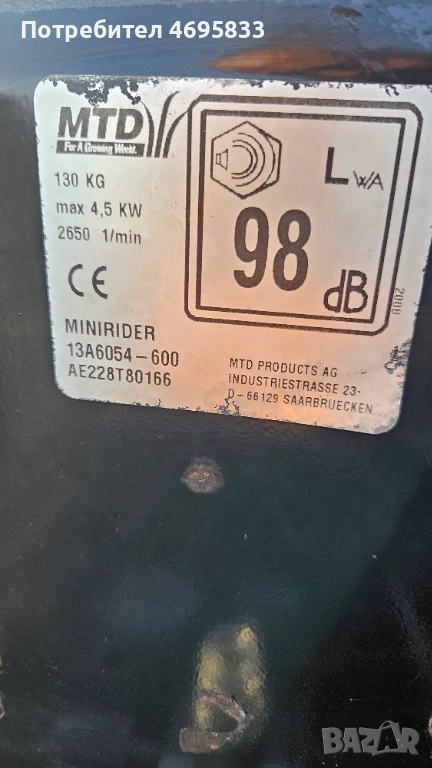 Потребител 4695833
MTD
For A Growing World.
130 KG
max 4,5 KW
2650 1/min
CE
LWA
98
dB
2008
MINIRIDER
13A6054-600
AE228T80166
MTD PRODUCTS AG
INDUSTRIESTRASSE 23-
D-66129 SAARBRUECKEN
BAZAR